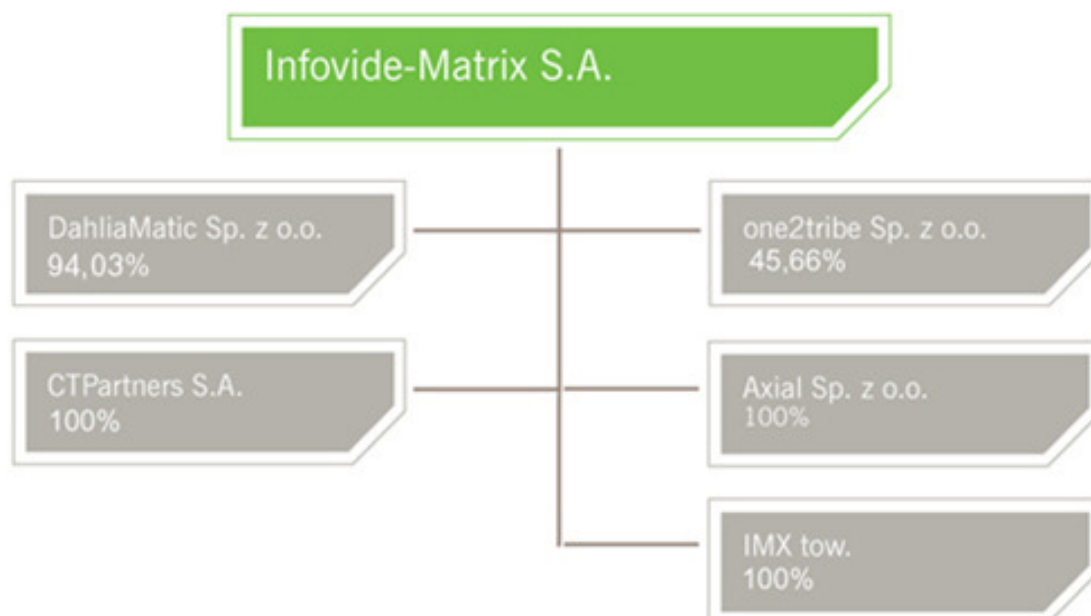 Infovide-Matrix S.A.
DahliaMatic Sp. z o.o.
94,03%
one2tribe Sp. z o.o.
45,66%
CTPartners S.A.
100%
Axial Sp. z o.o.
100%
IMX tow.
100%